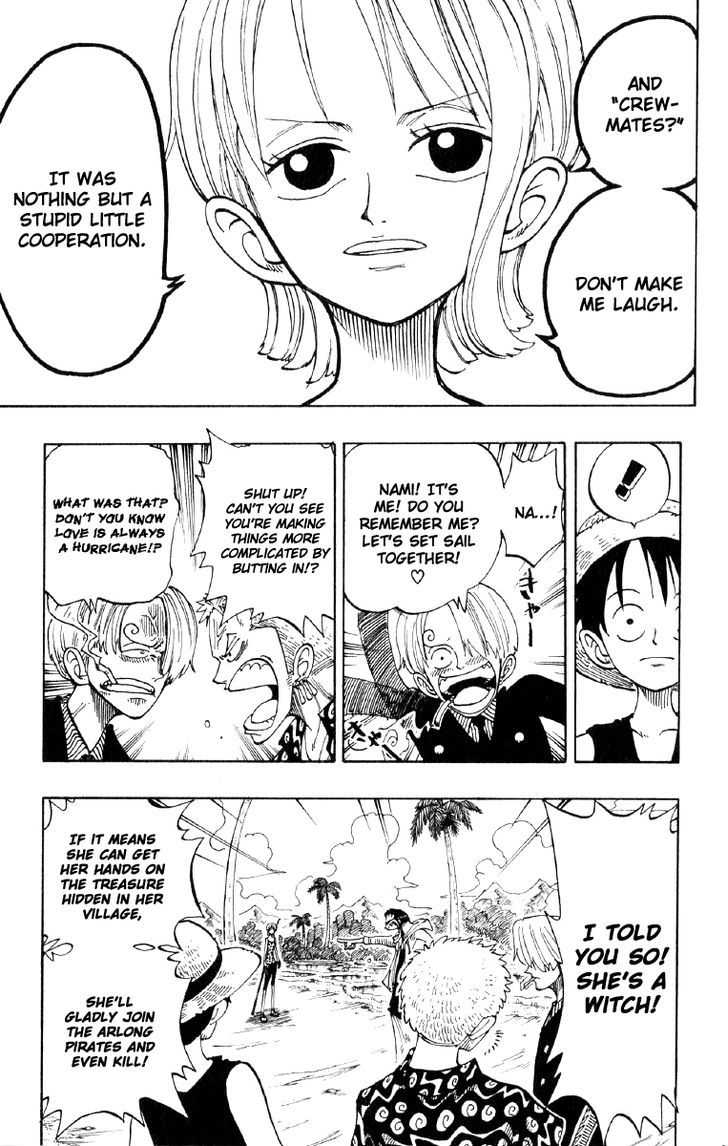 AND
"CREW-
MATES?"
DON'T MAKE
ME LAUGH.
IT WAS
NOTHING BUT A
STUPID LITTLE
COOPERATION.
!
NA...!
NAMI! IT'S
ME! DO YOU
REMEMBER ME?
LET'S SET SAIL
TOGETHER!
♡
きゃー
SHUT UP!
CAN'T YOU SEE
YOU'RE MAKING
THINGS MORE
COMPLICATED BY
BUTTING IN!?
WHAT WAS THAT?
DON'T YOU KNOW
LOVE IS ALWAYS
A HURRICANE!?
I TOLD
YOU SO!
SHE'S A
WITCH!
IF IT MEANS
SHE CAN GET
HER HANDS ON
THE TREASURE
HIDDEN IN HER
VILLAGE,
SHE'LL
GLADLY JOIN
THE ARLONG
PIRATES AND
EVEN KILL!